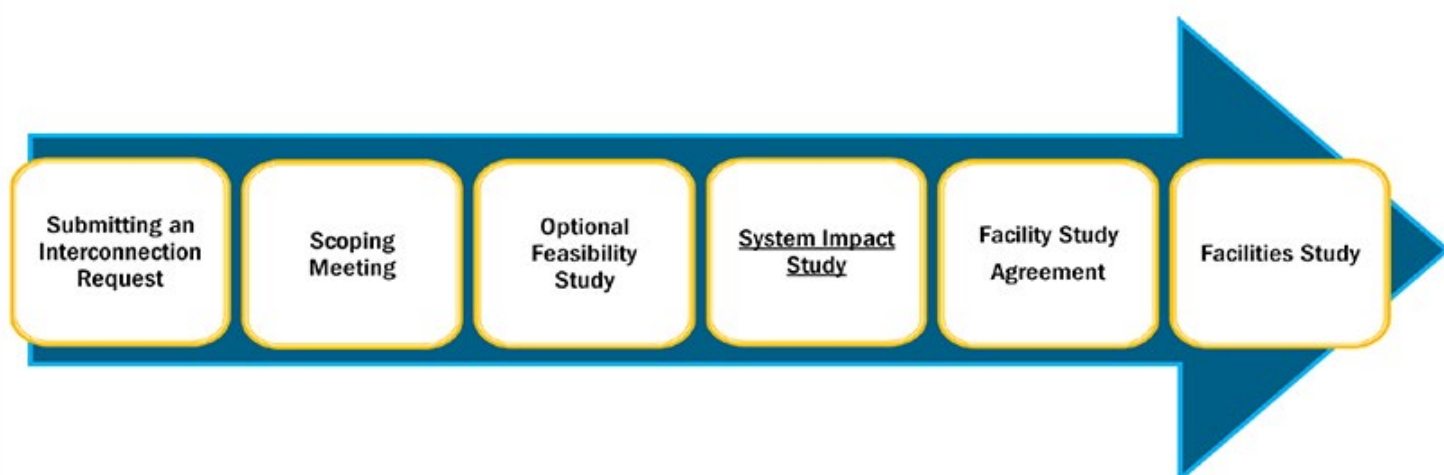 Submitting an
Interconnection
Request
Scoping
Meeting
Optional
Feasibility
Study
System Impact
Study
Facility Study
Agreement
Facilities Study